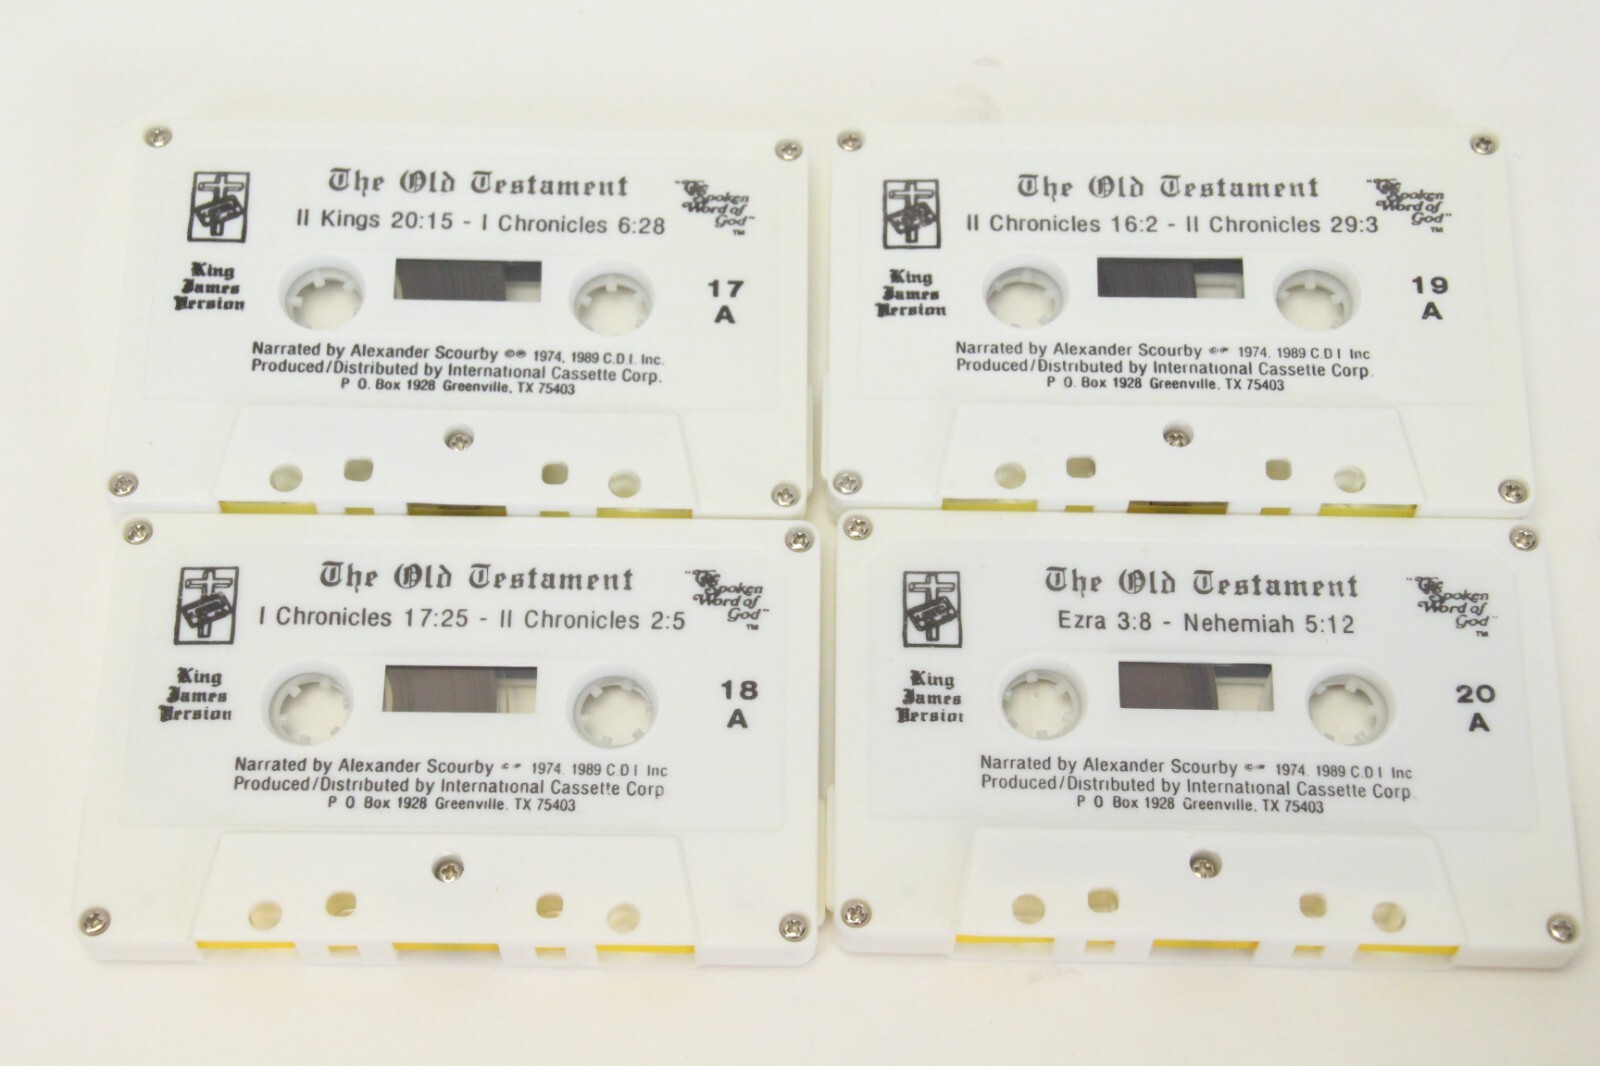 The Old Testament
II Kings 20:15 - I Chronicles 6:28
"The Spoken Word of God"™
King
James
Version
17
A
Narrated by Alexander Scourby ©℗ 1974, 1989 C.D.I. Inc.
Produced/Distributed by International Cassette Corp.
P.O. Box 1928 Greenville, TX 75403
The Old Testament
II Chronicles 16:2 - II Chronicles 29:3
"The Spoken Word of God"™
King
James
Version
19
A
Narrated by Alexander Scourby ©℗ 1974, 1989 C.D.I. Inc.
Produced/Distributed by International Cassette Corp.
P.O. Box 1928 Greenville, TX 75403
The Old Testament
I Chronicles 17:25 - II Chronicles 2:5
"The Spoken Word of God"™
King
James
Version
18
A
Narrated by Alexander Scourby ©℗ 1974, 1989 C.D.I. Inc
Produced/Distributed by International Cassette Corp
P.O. Box 1928 Greenville, TX 75403
The Old Testament
Ezra 3:8 - Nehemiah 5:12
"The Spoken Word of God"™
King
James
Version
20
A
Narrated by Alexander Scourby ©℗ 1974, 1989 C.D.I. Inc
Produced/Distributed by International Cassette Corp.
P.O. Box 1928 Greenville, TX 75403